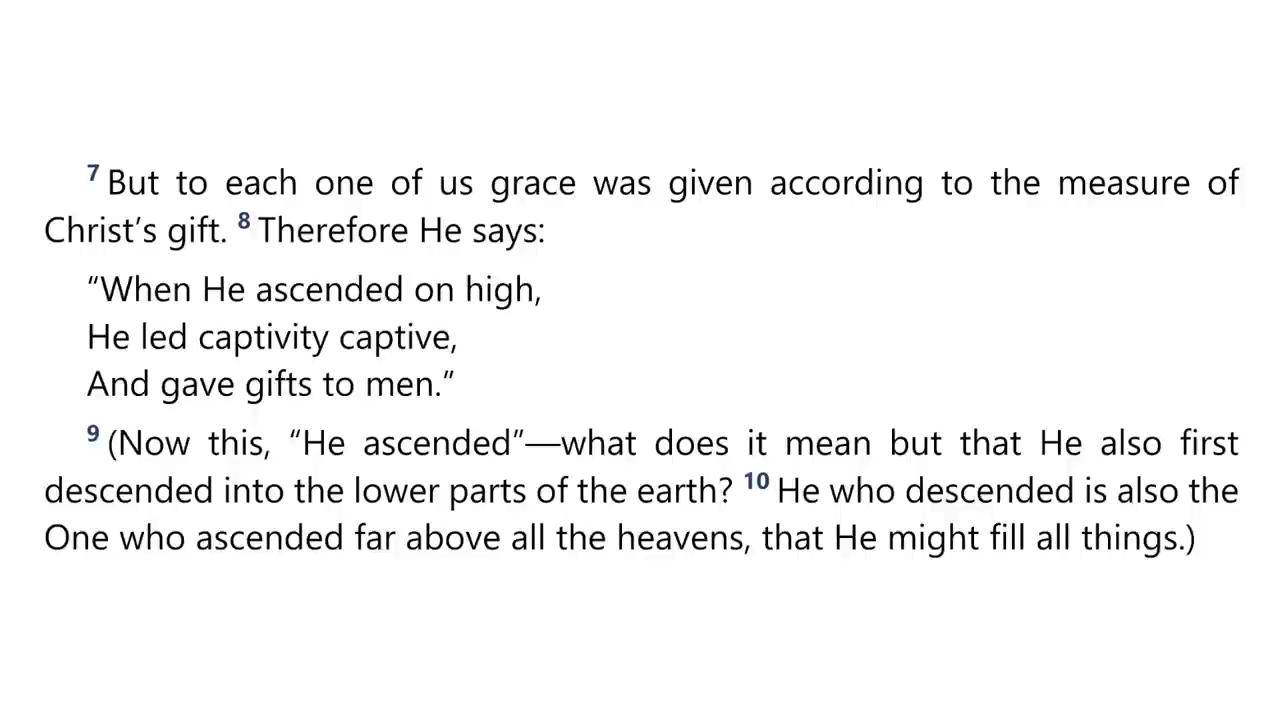 7 But to each one of us grace was given according to the measure of
Christ’s gift. 8 Therefore He says:
“When He ascended on high,
He led captivity captive,
And gave gifts to men.”
9 (Now this, “He ascended”—what does it mean but that He also first
descended into the lower parts of the earth? 10 He who descended is also the
One who ascended far above all the heavens, that He might fill all things.)